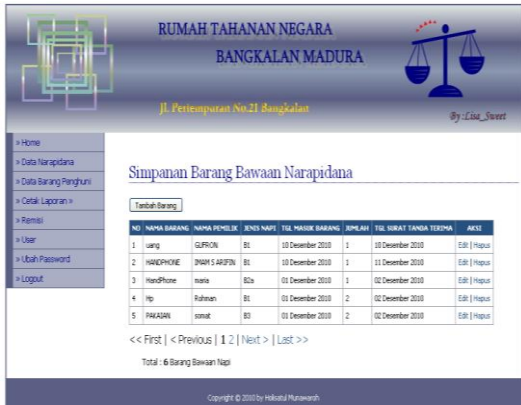 RUMAH TAHANAN NEGARA
BANGKALAN MADURA
Jl. Pertempuran No.21 Bangkalan
By :Lisa_Sweet
» Home
» Data Narapidana
» Data Barang Penghuni
» Cetak Laporan »
» Remisi
» User
» Ubah Password
» Logout
Simpanan Barang Bawaan Narapidana
Tambah Barang
NO NAMA BARANG NAMA PEMILIK JENIS NAPI TGL MASUK BARANG JUMLAH TGL SURAT TANDA TERIMA AKSI
1 uang GUFRON B1 10 Desember 2010 1 10 Desember 2010 Edit | Hapus
2 HANDPHONE IMAM S ARIFIN B1 10 Desember 2010 1 11 Desember 2010 Edit | Hapus
3 HandPhone maria B2a 01 Desember 2010 1 02 Desember 2010 Edit | Hapus
4 Hp Rohman B1 01 Desember 2010 2 02 Desember 2010 Edit | Hapus
5 PAKAIAN somat B3 01 Desember 2010 2 02 Desember 2010 Edit | Hapus
<< First | < Previous | 1 2 | Next > | Last >>
Total : 6 Barang Bawaan Napi
Copyright © 2010 by Holisatul Munawaroh